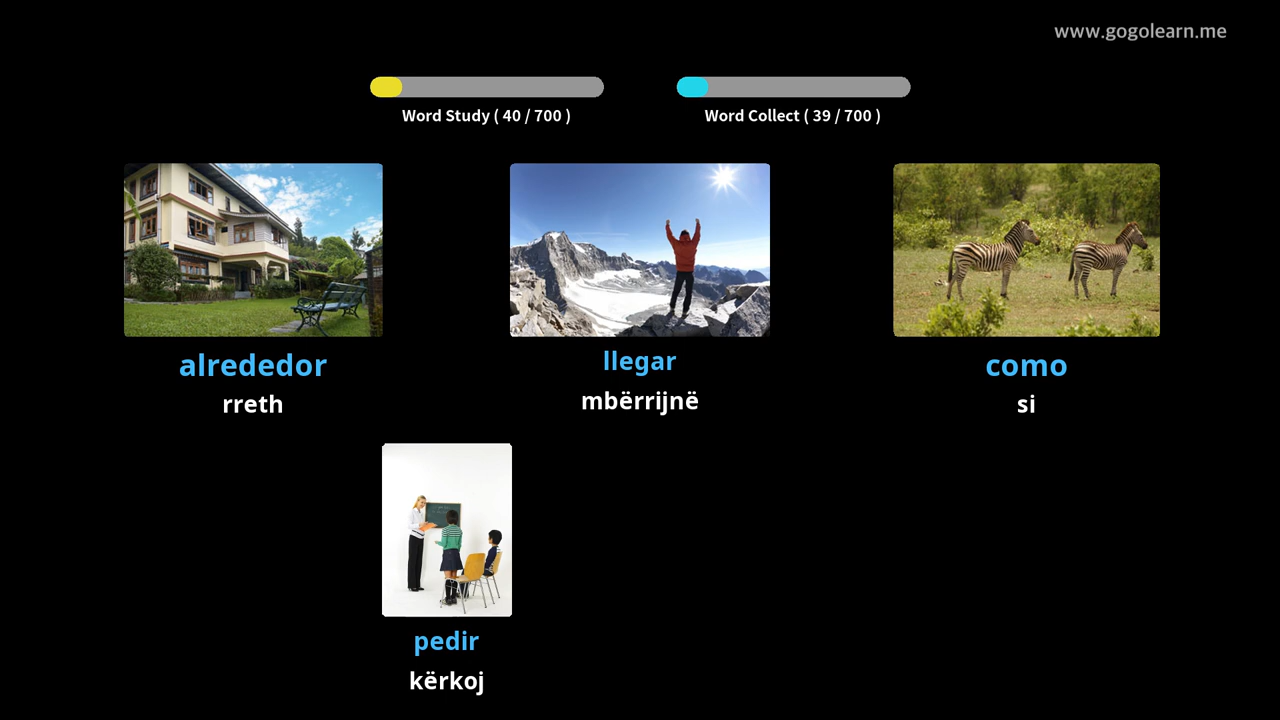 www.gogolearn.me
Word Study ( 40 / 700 )
Word Collect ( 39 / 700 )
alrededor
rreth
llegar
mbërrijnë
como
si
pedir
kërkoj